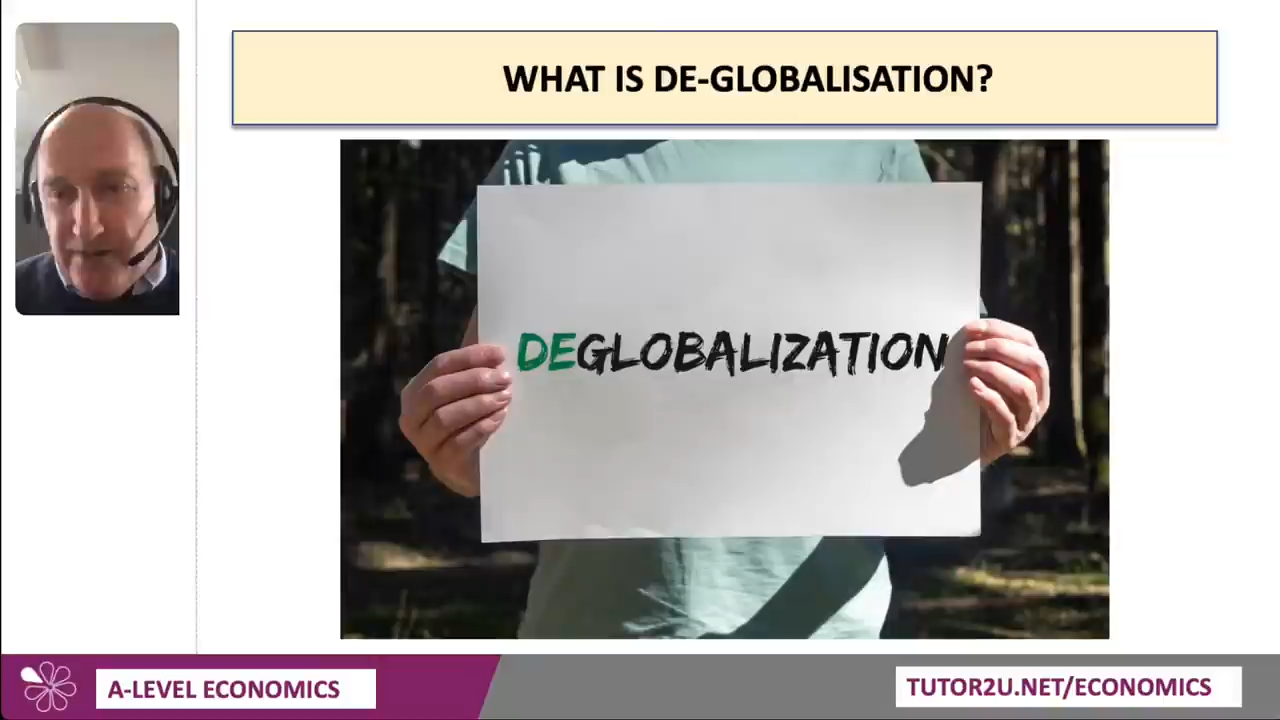 WHAT IS DE-GLOBALISATION?
DEGLOBALIZATION
A-LEVEL ECONOMICS
TUTOR2U.NET/ECONOMICS